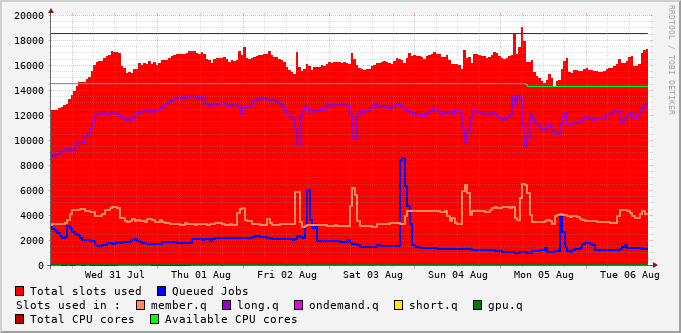 20000
18000
16000
14000
12000
10000
8000
6000
4000
2000
0
Wed 31 Jul Thu 01 Aug Fri 02 Aug Sat 03 Aug Sun 04 Aug Mon 05 Aug Tue 06 Aug
Total slots used Queued Jobs
Slots used in : member.q long.q ondemand.q short.q gpu.q
Total CPU cores Available CPU cores
RRDTOOL / TOBI OETIKER